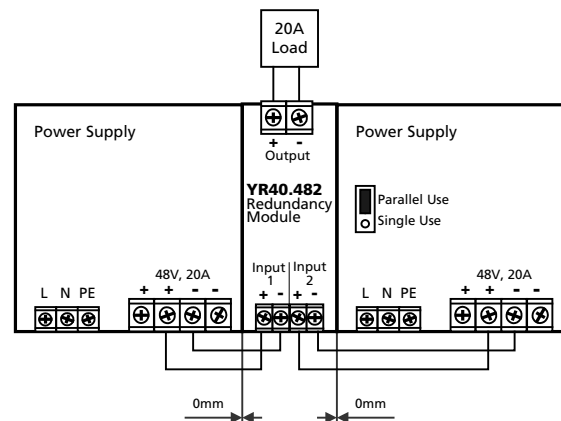 20A
Load
+ -
Output
Power Supply
YR40.482
Redundancy
Module
Power Supply
Parallel Use
Single Use
Input
1
Input
2
48V, 20A
+ + - -
L N PE
+ - + -
48V, 20A
+ + - -
L N PE
0mm
0mm